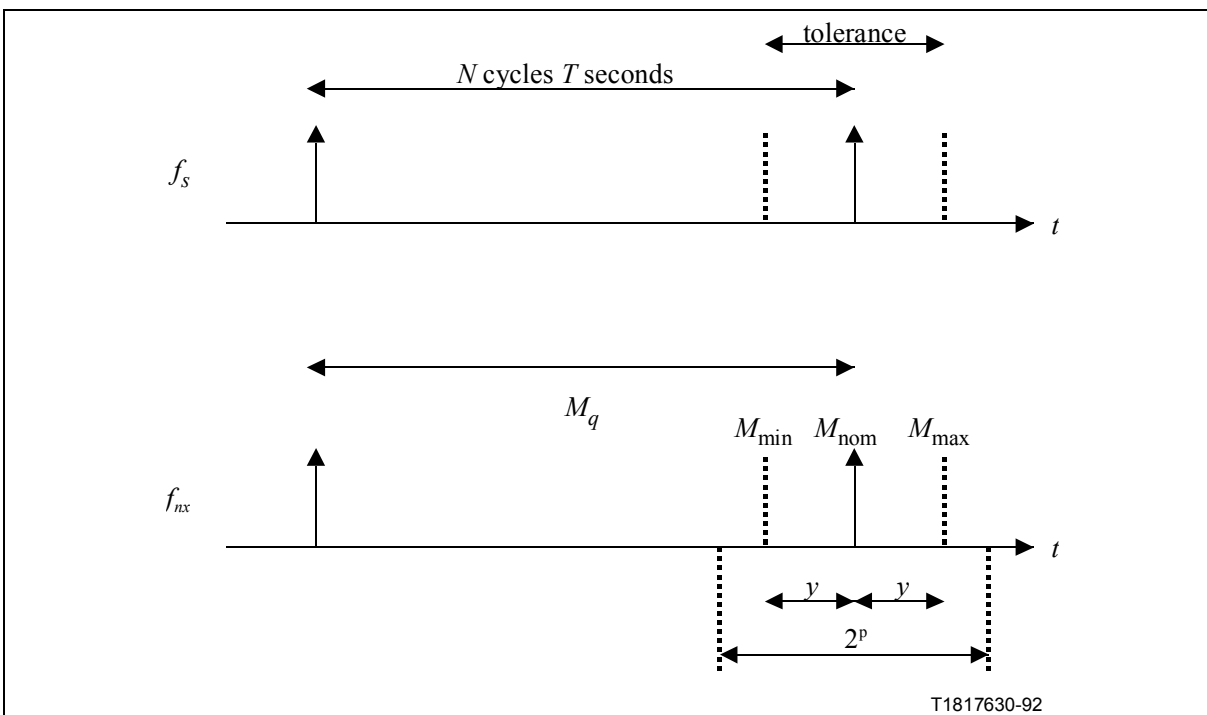 tolerance
N cycles T seconds
f_s
t
M_q
M_min M_nom M_max
f_nx
t
y y
2^p
T1817630-92